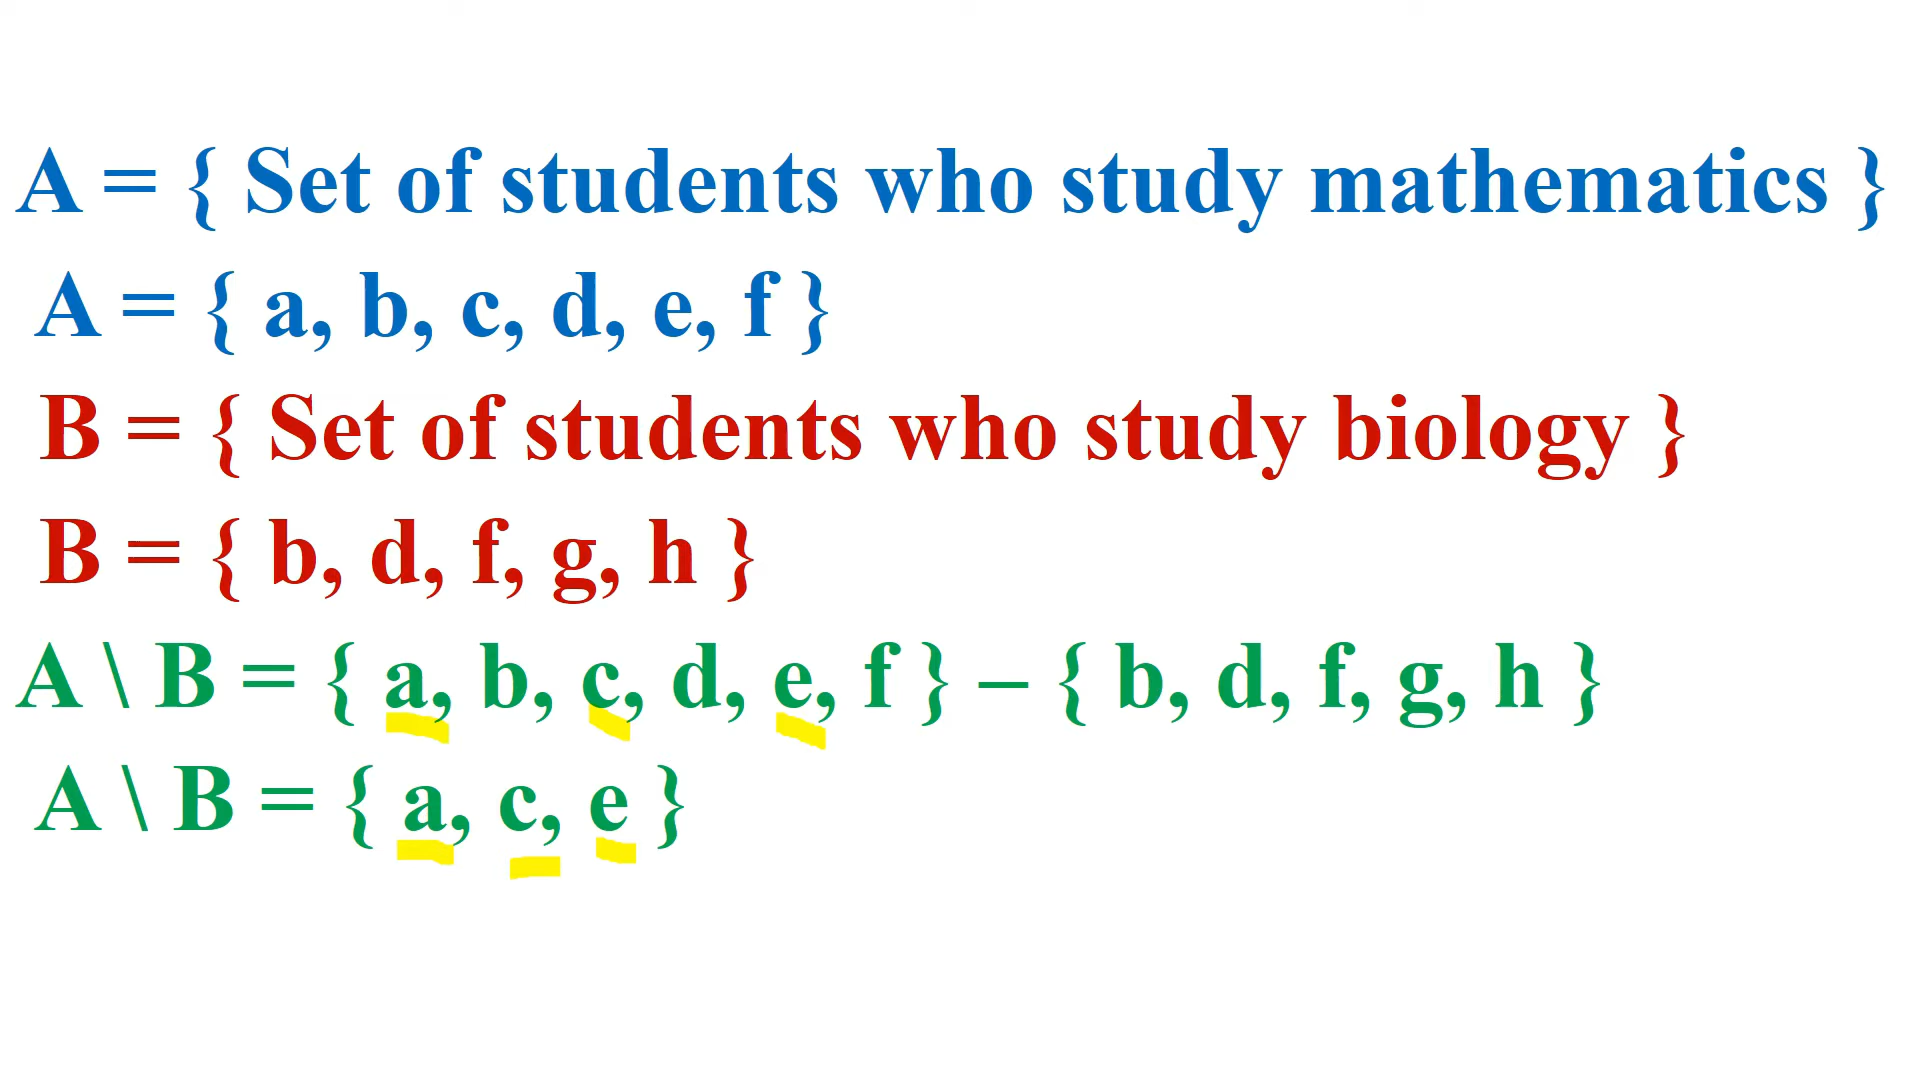 A = { Set of students who study mathematics }
A = { a, b, c, d, e, f }
B = { Set of students who study biology }
B = { b, d, f, g, h }
A \ B = { a, b, c, d, e, f } – { b, d, f, g, h }
A \ B = { a, c, e }